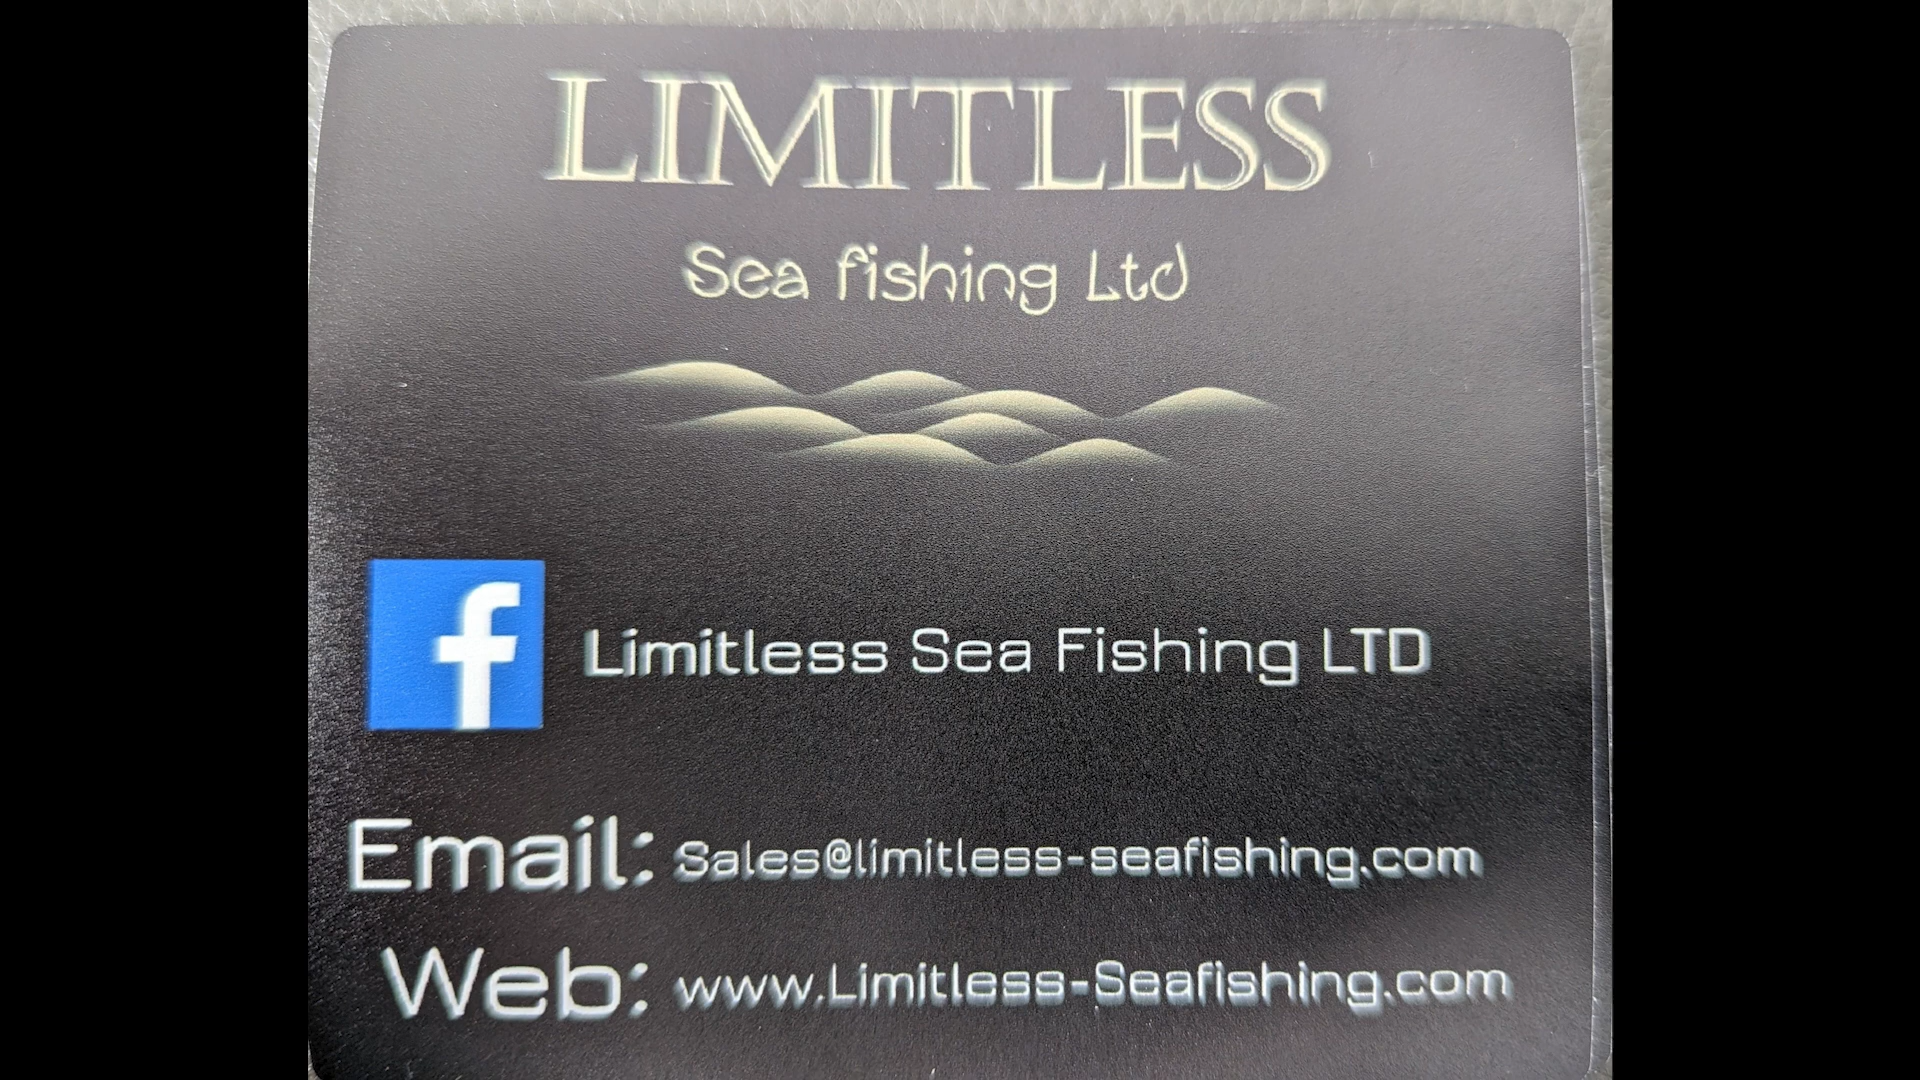 LIMITLESS
Sea fishing Ltd
f
Limitless Sea Fishing LTD
Email: Sales@limitless-seafishing.com
Web: www.Limitless-Seafishing.com